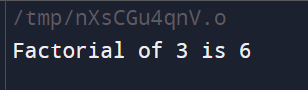 /tmp/nXsCGu4qnV.o
Factorial of 3 is 6